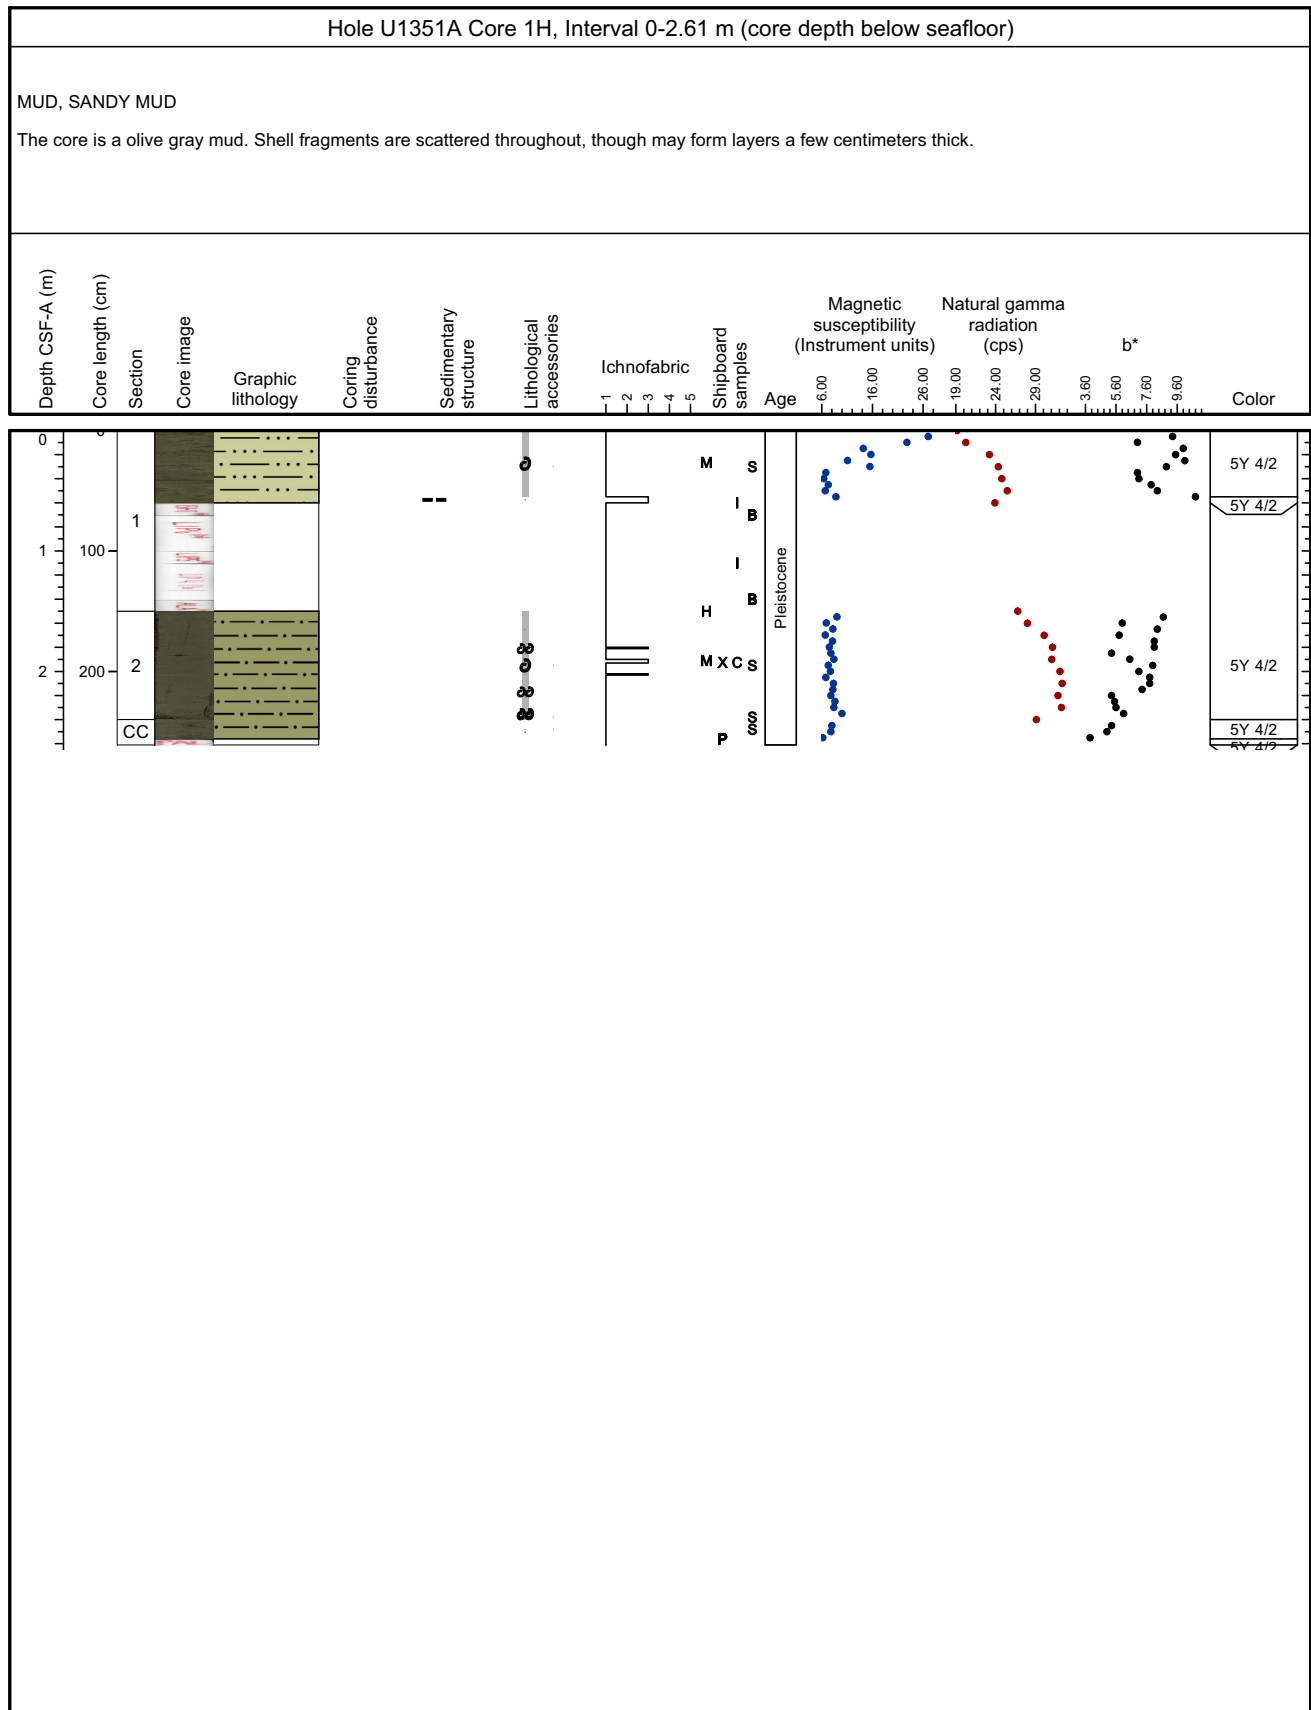 Hole U1351A Core 1H, Interval 0-2.61 m (core depth below seafloor)
MUD, SANDY MUD
The core is a olive gray mud. Shell fragments are scattered throughout, though may form layers a few centimeters thick.
Depth CSF-A (m)
Core length (cm)
Section
Core image
Graphic
lithology
Coring
disturbance
Sedimentary
structure
Lithological
accessories
Ichnofabric
1 2 3 4 5
Shipboard
samples
Age
Magnetic
susceptibility
(Instrument units)
6.00 16.00 26.00
Natural gamma
radiation
(cps)
19.00 24.00 29.00
b*
3.60 5.60 7.60 9.60
Color
0
0
M
S
5Y 4/2
I
5Y 4/2
B
1
1
100
I
B
H
Pleistocene
2
M X C S
5Y 4/2
2
200
S
CC
S
5Y 4/2
P
5Y 4/2